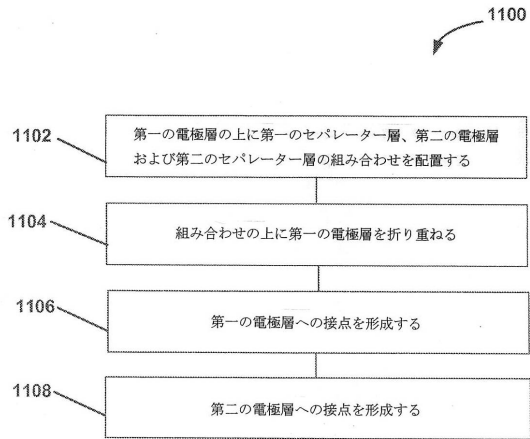 1100
1102
第一の電極層の上に第一のセパレーター層、第二の電極層
および第二のセパレーター層の組み合わせを配置する
1104
組み合わせの上に第一の電極層を折り重ねる
1106
第一の電極層への接点を形成する
1108
第二の電極層への接点を形成する